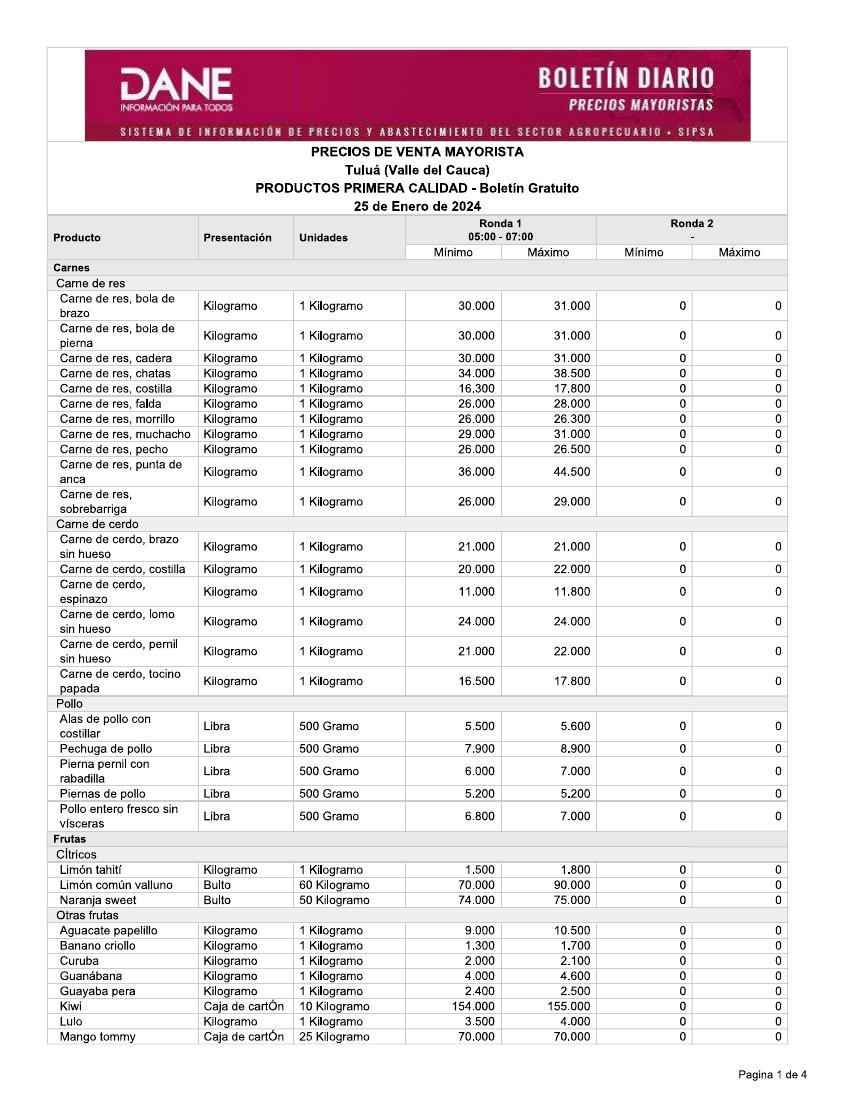 DANE
INFORMACIÓN PARA TODOS
BOLETÍN DIARIO
PRECIOS MAYORISTAS
SISTEMA DE INFORMACIÓN DE PRECIOS Y ABASTECIMIENTO DEL SECTOR AGROPECUARIO • SIPSA
PRECIOS DE VENTA MAYORISTA
Tuluá (Valle del Cauca)
PRODUCTOS PRIMERA CALIDAD - Boletín Gratuito
25 de Enero de 2024
Producto Presentación Unidades Ronda 1 Ronda 2
05:00 - 07:00 -
Mínimo Máximo Mínimo Máximo
Carnes
Carne de res
Carne de res, bola de
brazo Kilogramo 1 Kilogramo 30.000 31.000 0 0
Carne de res, bola de
pierna Kilogramo 1 Kilogramo 30.000 31.000 0 0
Carne de res, cadera Kilogramo 1 Kilogramo 30.000 31.000 0 0
Carne de res, chatas Kilogramo 1 Kilogramo 34.000 38.500 0 0
Carne de res, costilla Kilogramo 1 Kilogramo 16.300 17.800 0 0
Carne de res, falda Kilogramo 1 Kilogramo 26.000 28.000 0 0
Carne de res, morrillo Kilogramo 1 Kilogramo 26.000 26.300 0 0
Carne de res, muchacho Kilogramo 1 Kilogramo 29.000 31.000 0 0
Carne de res, pecho Kilogramo 1 Kilogramo 26.000 26.500 0 0
Carne de res, punta de
anca Kilogramo 1 Kilogramo 36.000 44.500 0 0
Carne de res,
sobrebarriga Kilogramo 1 Kilogramo 26.000 29.000 0 0
Carne de cerdo
Carne de cerdo, brazo
sin hueso Kilogramo 1 Kilogramo 21.000 21.000 0 0
Carne de cerdo, costilla Kilogramo 1 Kilogramo 20.000 22.000 0 0
Carne de cerdo,
espinazo Kilogramo 1 Kilogramo 11.000 11.800 0 0
Carne de cerdo, lomo
sin hueso Kilogramo 1 Kilogramo 24.000 24.000 0 0
Carne de cerdo, pernil
sin hueso Kilogramo 1 Kilogramo 21.000 22.000 0 0
Carne de cerdo, tocino
papada Kilogramo 1 Kilogramo 16.500 17.800 0 0
Pollo
Alas de pollo con
costillar Libra 500 Gramo 5.500 5.600 0 0
Pechuga de pollo Libra 500 Gramo 7.900 8.900 0 0
Pierna pernil con
rabadilla Libra 500 Gramo 6.000 7.000 0 0
Piernas de pollo Libra 500 Gramo 5.200 5.200 0 0
Pollo entero fresco sin
vísceras Libra 500 Gramo 6.800 7.000 0 0
Frutas
CÍtricos
Limón tahití Kilogramo 1 Kilogramo 1.500 1.800 0 0
Limón común valluno Bulto 60 Kilogramo 70.000 90.000 0 0
Naranja sweet Bulto 50 Kilogramo 74.000 75.000 0 0
Otras frutas
Aguacate papelillo Kilogramo 1 Kilogramo 9.000 10.500 0 0
Banano criollo Kilogramo 1 Kilogramo 1.300 1.700 0 0
Curuba Kilogramo 1 Kilogramo 2.000 2.100 0 0
Guanábana Kilogramo 1 Kilogramo 4.000 4.600 0 0
Guayaba pera Kilogramo 1 Kilogramo 2.400 2.500 0 0
Kiwi Caja de cartÓn 10 Kilogramo 154.000 155.000 0 0
Lulo Kilogramo 1 Kilogramo 3.500 4.000 0 0
Mango tommy Caja de cartÓn 25 Kilogramo 70.000 70.000 0 0
Pagina 1 de 4